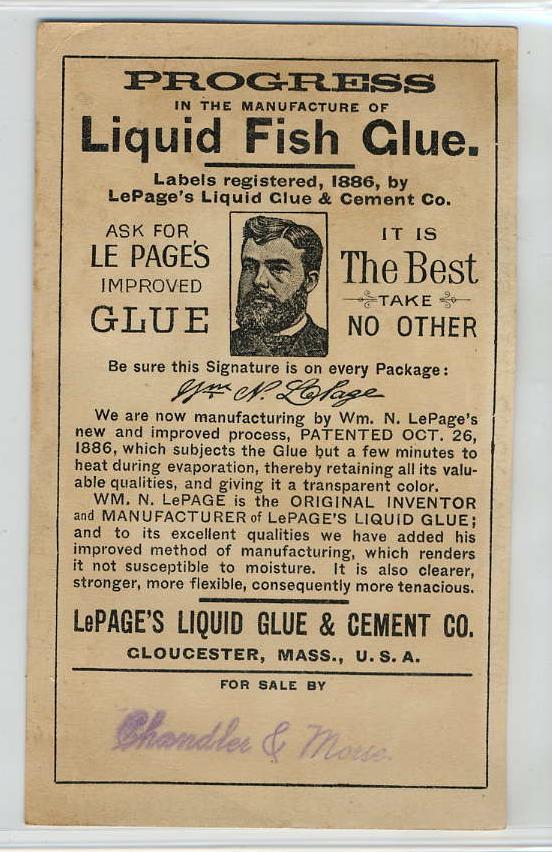 PROGRESS
IN THE MANUFACTURE OF
Liquid Fish Glue.
Labels registered, 1886, by
LePage's Liquid Glue & Cement Co.
ASK FOR
LE PAGE'S
IMPROVED
GLUE
IT IS
The Best
TAKE
NO OTHER
Be sure this Signature is on every Package:
Wm N. LePage
We are now manufacturing by Wm. N. LePage's
new and improved process, PATENTED OCT. 26,
1886, which subjects the Glue but a few minutes to
heat during evaporation, thereby retaining all its valu-
able qualities, and giving it a transparent color.
WM. N. LEPAGE is the ORIGINAL INVENTOR
and MANUFACTURER of LEPAGE'S LIQUID GLUE;
and to its excellent qualities we have added his
improved method of manufacturing, which renders
it not susceptible to moisture. It is also clearer,
stronger, more flexible, consequently more tenacious.
LePAGE'S LIQUID GLUE & CEMENT CO.
GLOUCESTER, MASS., U. S. A.
FOR SALE BY
Chandler & Morse.